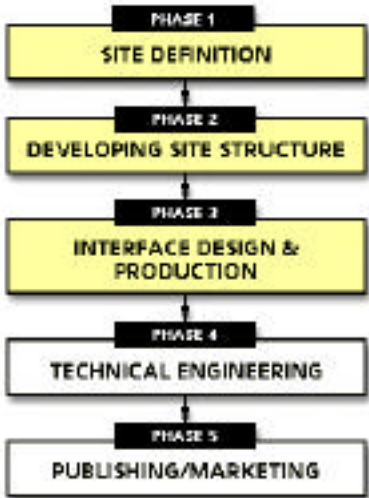 PHASE 1
SITE DEFINITION
PHASE 2
DEVELOPING SITE STRUCTURE
PHASE 3
INTERFACE DESIGN &
PRODUCTION
PHASE 4
TECHNICAL ENGINEERING
PHASE 5
PUBLISHING/MARKETING